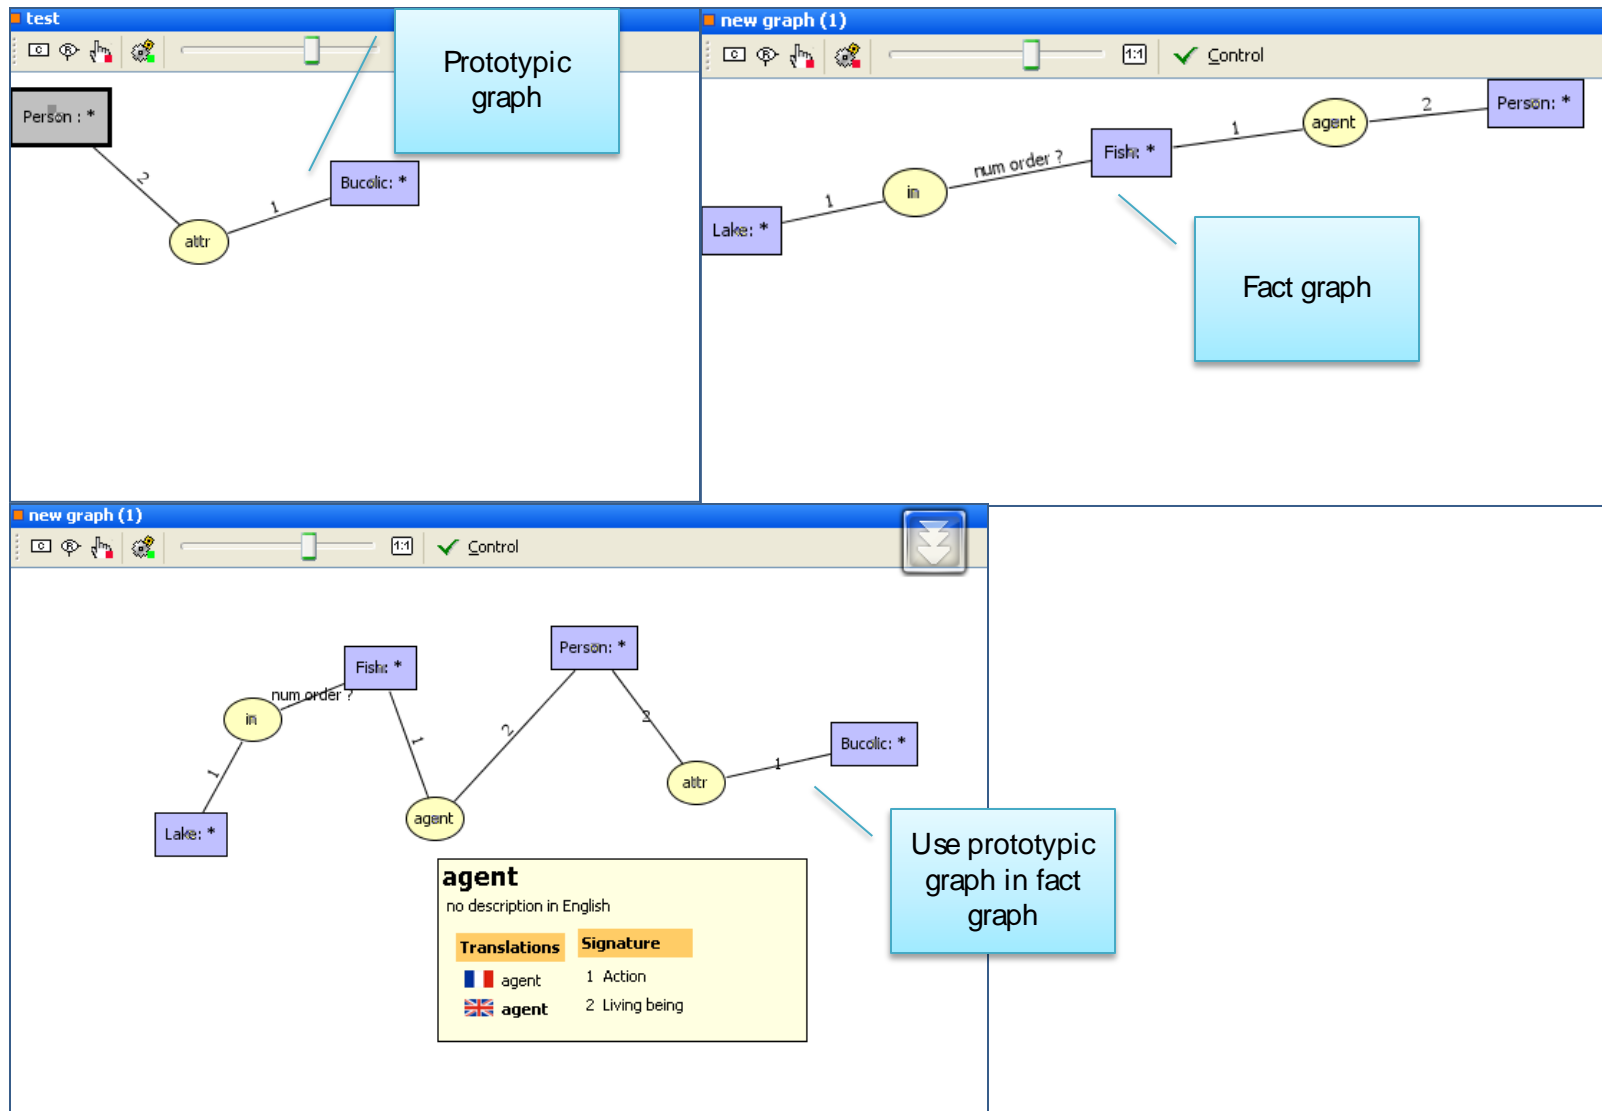 test
C R
Prototypic
graph
Person : *
2
attr
1
Bucolic: *
new graph (1)
C R
1:1
Control
Lake: *
1
in
num order ?
Fish: *
1
agent
2
Person: *
Fact graph
new graph (1)
C R
1:1
Control
Lake: *
1
in
num order ?
Fish: *
1
agent
2
Person: *
2
attr
1
Bucolic: *
Use prototypic
graph in fact
graph
agent
no description in English
Translations
Signature
agent
1 Action
agent
2 Living being